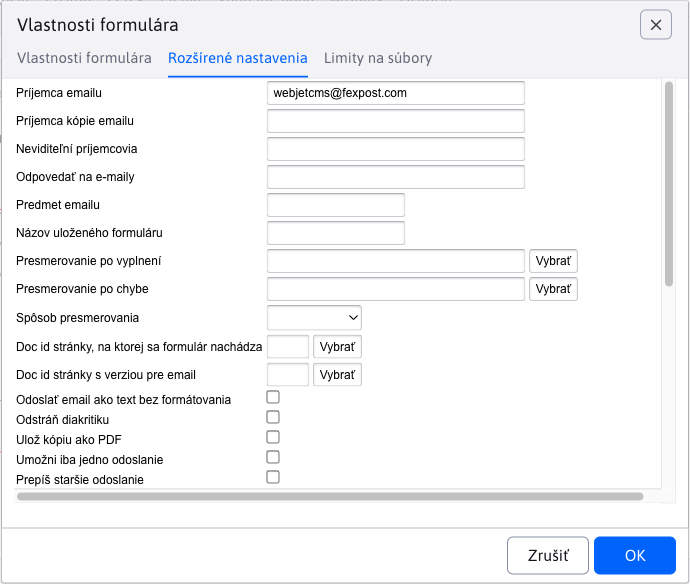 Vlastnosti formulára
Vlastnosti formulára Rozšírené nastavenia Limity na súbory
Príjemca emailu webjetcms@fexpost.com
Príjemca kópie emailu
Neviditeľní príjemcovia
Odpovedať na e-maily
Predmet emailu
Názov uloženého formuláru
Presmerovanie po vyplnení Vybrať
Presmerovanie po chybe Vybrať
Spôsob presmerovania
Doc id stránky, na ktorej sa formulár nachádza Vybrať
Doc id stránky s verziou pre email Vybrať
Odoslať email ako text bez formátovania
Odstráň diakritiku
Ulož kópiu ako PDF
Umožni iba jedno odoslanie
Prepíš staršie odoslanie
Zrušiť OK